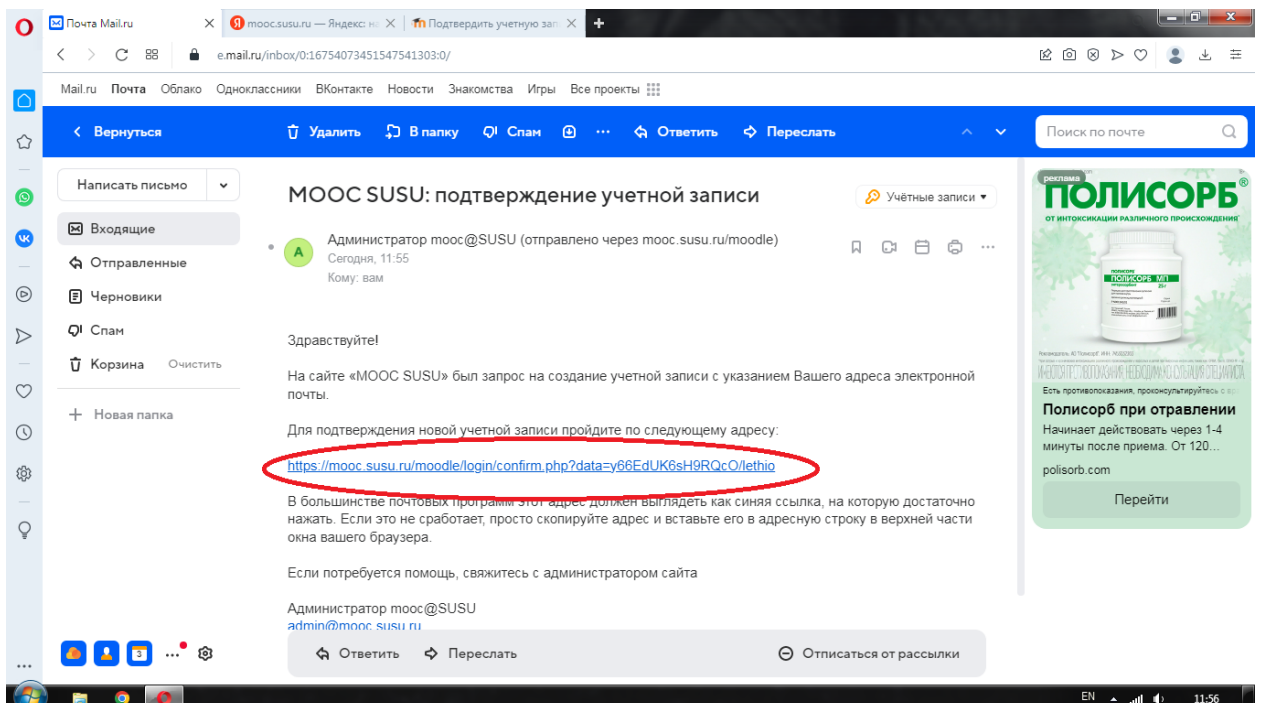 Почта Mail.ru
mooc.susu.ru — Яндекс: на
Подтвердить учетную зап
e.mail.ru/inbox/0:16754073451547541303:0/
Mail.ru Почта Облако Одноклассники ВКонтакте Новости Знакомства Игры Все проекты
Вернуться
Удалить В папку Спам Ответить Переслать
Поиск по почте
Написать письмо
Входящие
Отправленные
Черновики
Спам
Корзина Очистить
Новая папка
MOOC SUSU: подтверждение учетной записи
Учётные записи
А
Администратор mooc@SUSU (отправлено через mooc.susu.ru/moodle)
Сегодня, 11:55
Кому: вам
Здравствуйте!
На сайте «MOOC SUSU» был запрос на создание учетной записи с указанием Вашего адреса электронной
почты.
Для подтверждения новой учетной записи пройдите по следующему адресу:
https://mooc.susu.ru/moodle/login/confirm.php?data=y66EdUK6sH9RQcO/lethio
В большинстве почтовых программ этот адрес должен выглядеть как синяя ссылка, на которую достаточно
нажать. Если это не сработает, просто скопируйте адрес и вставьте его в адресную строку в верхней части
окна вашего браузера.
Если потребуется помощь, свяжитесь с администратором сайта
Администратор mooc@SUSU
admin@mooc.susu.ru
Ответить Переслать
Отписаться от рассылки
реклама
ПОЛИСОРБ®
ОТ ИНТОКСИКАЦИИ РАЗЛИЧНОГО ПРОИСХОЖДЕНИЯ
ПОЛИСОРБ МП
25г
Есть противопоказания, проконсультируйтесь с
Полисорб при отравлении
Начинает действовать через 1-4
минуты после приема. От 120...
polisorb.com
Перейти
3
EN
11:56